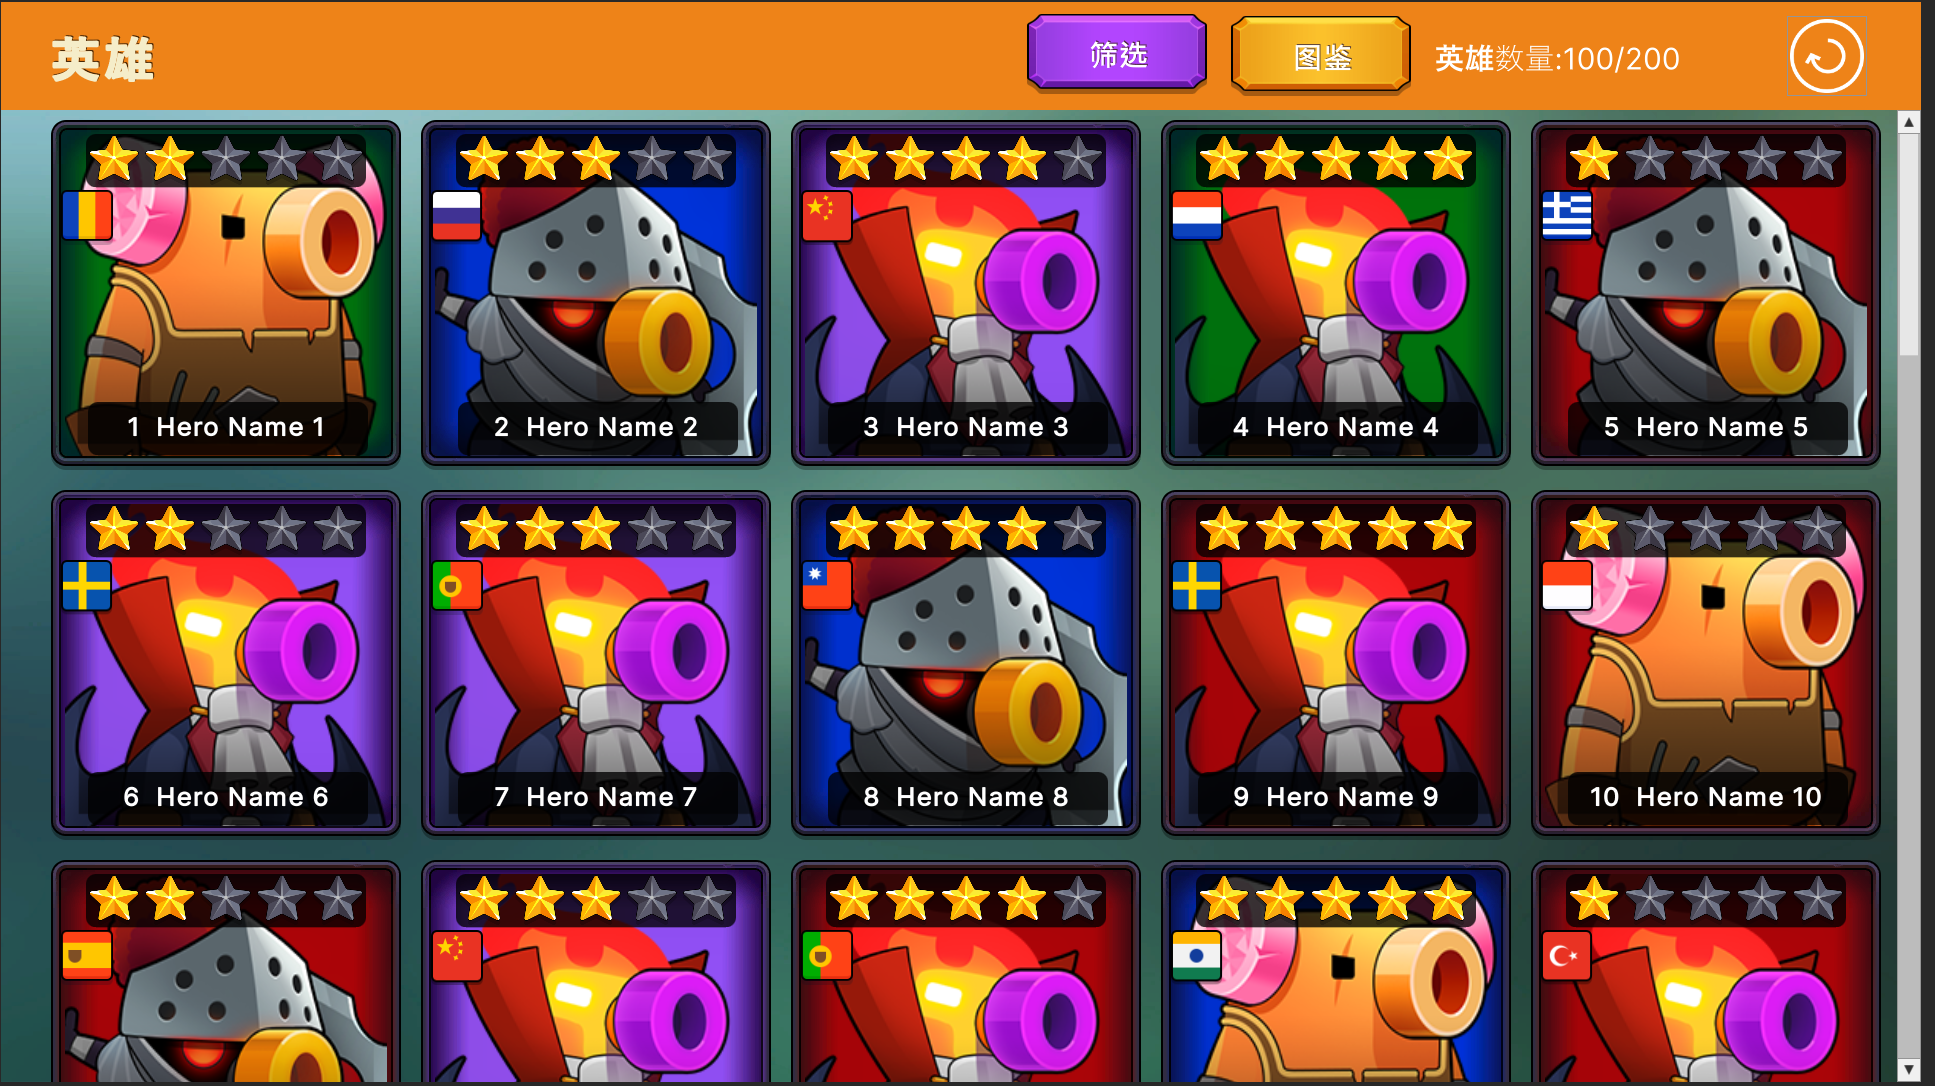 英雄
筛选
图鉴
英雄数量:100/200
1 Hero Name 1
2 Hero Name 2
3 Hero Name 3
4 Hero Name 4
5 Hero Name 5
6 Hero Name 6
7 Hero Name 7
8 Hero Name 8
9 Hero Name 9
10 Hero Name 10